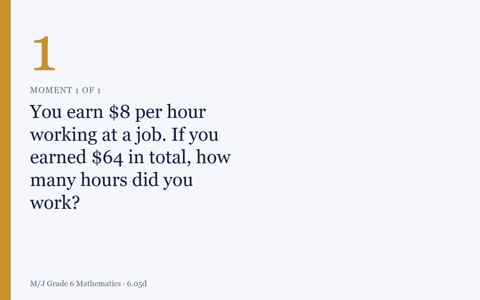 1
MOMENT 1 OF 1
You earn $8 per hour
working at a job. If you
earned $64 in total, how
many hours did you
work?
M/J Grade 6 Mathematics · 6.05d